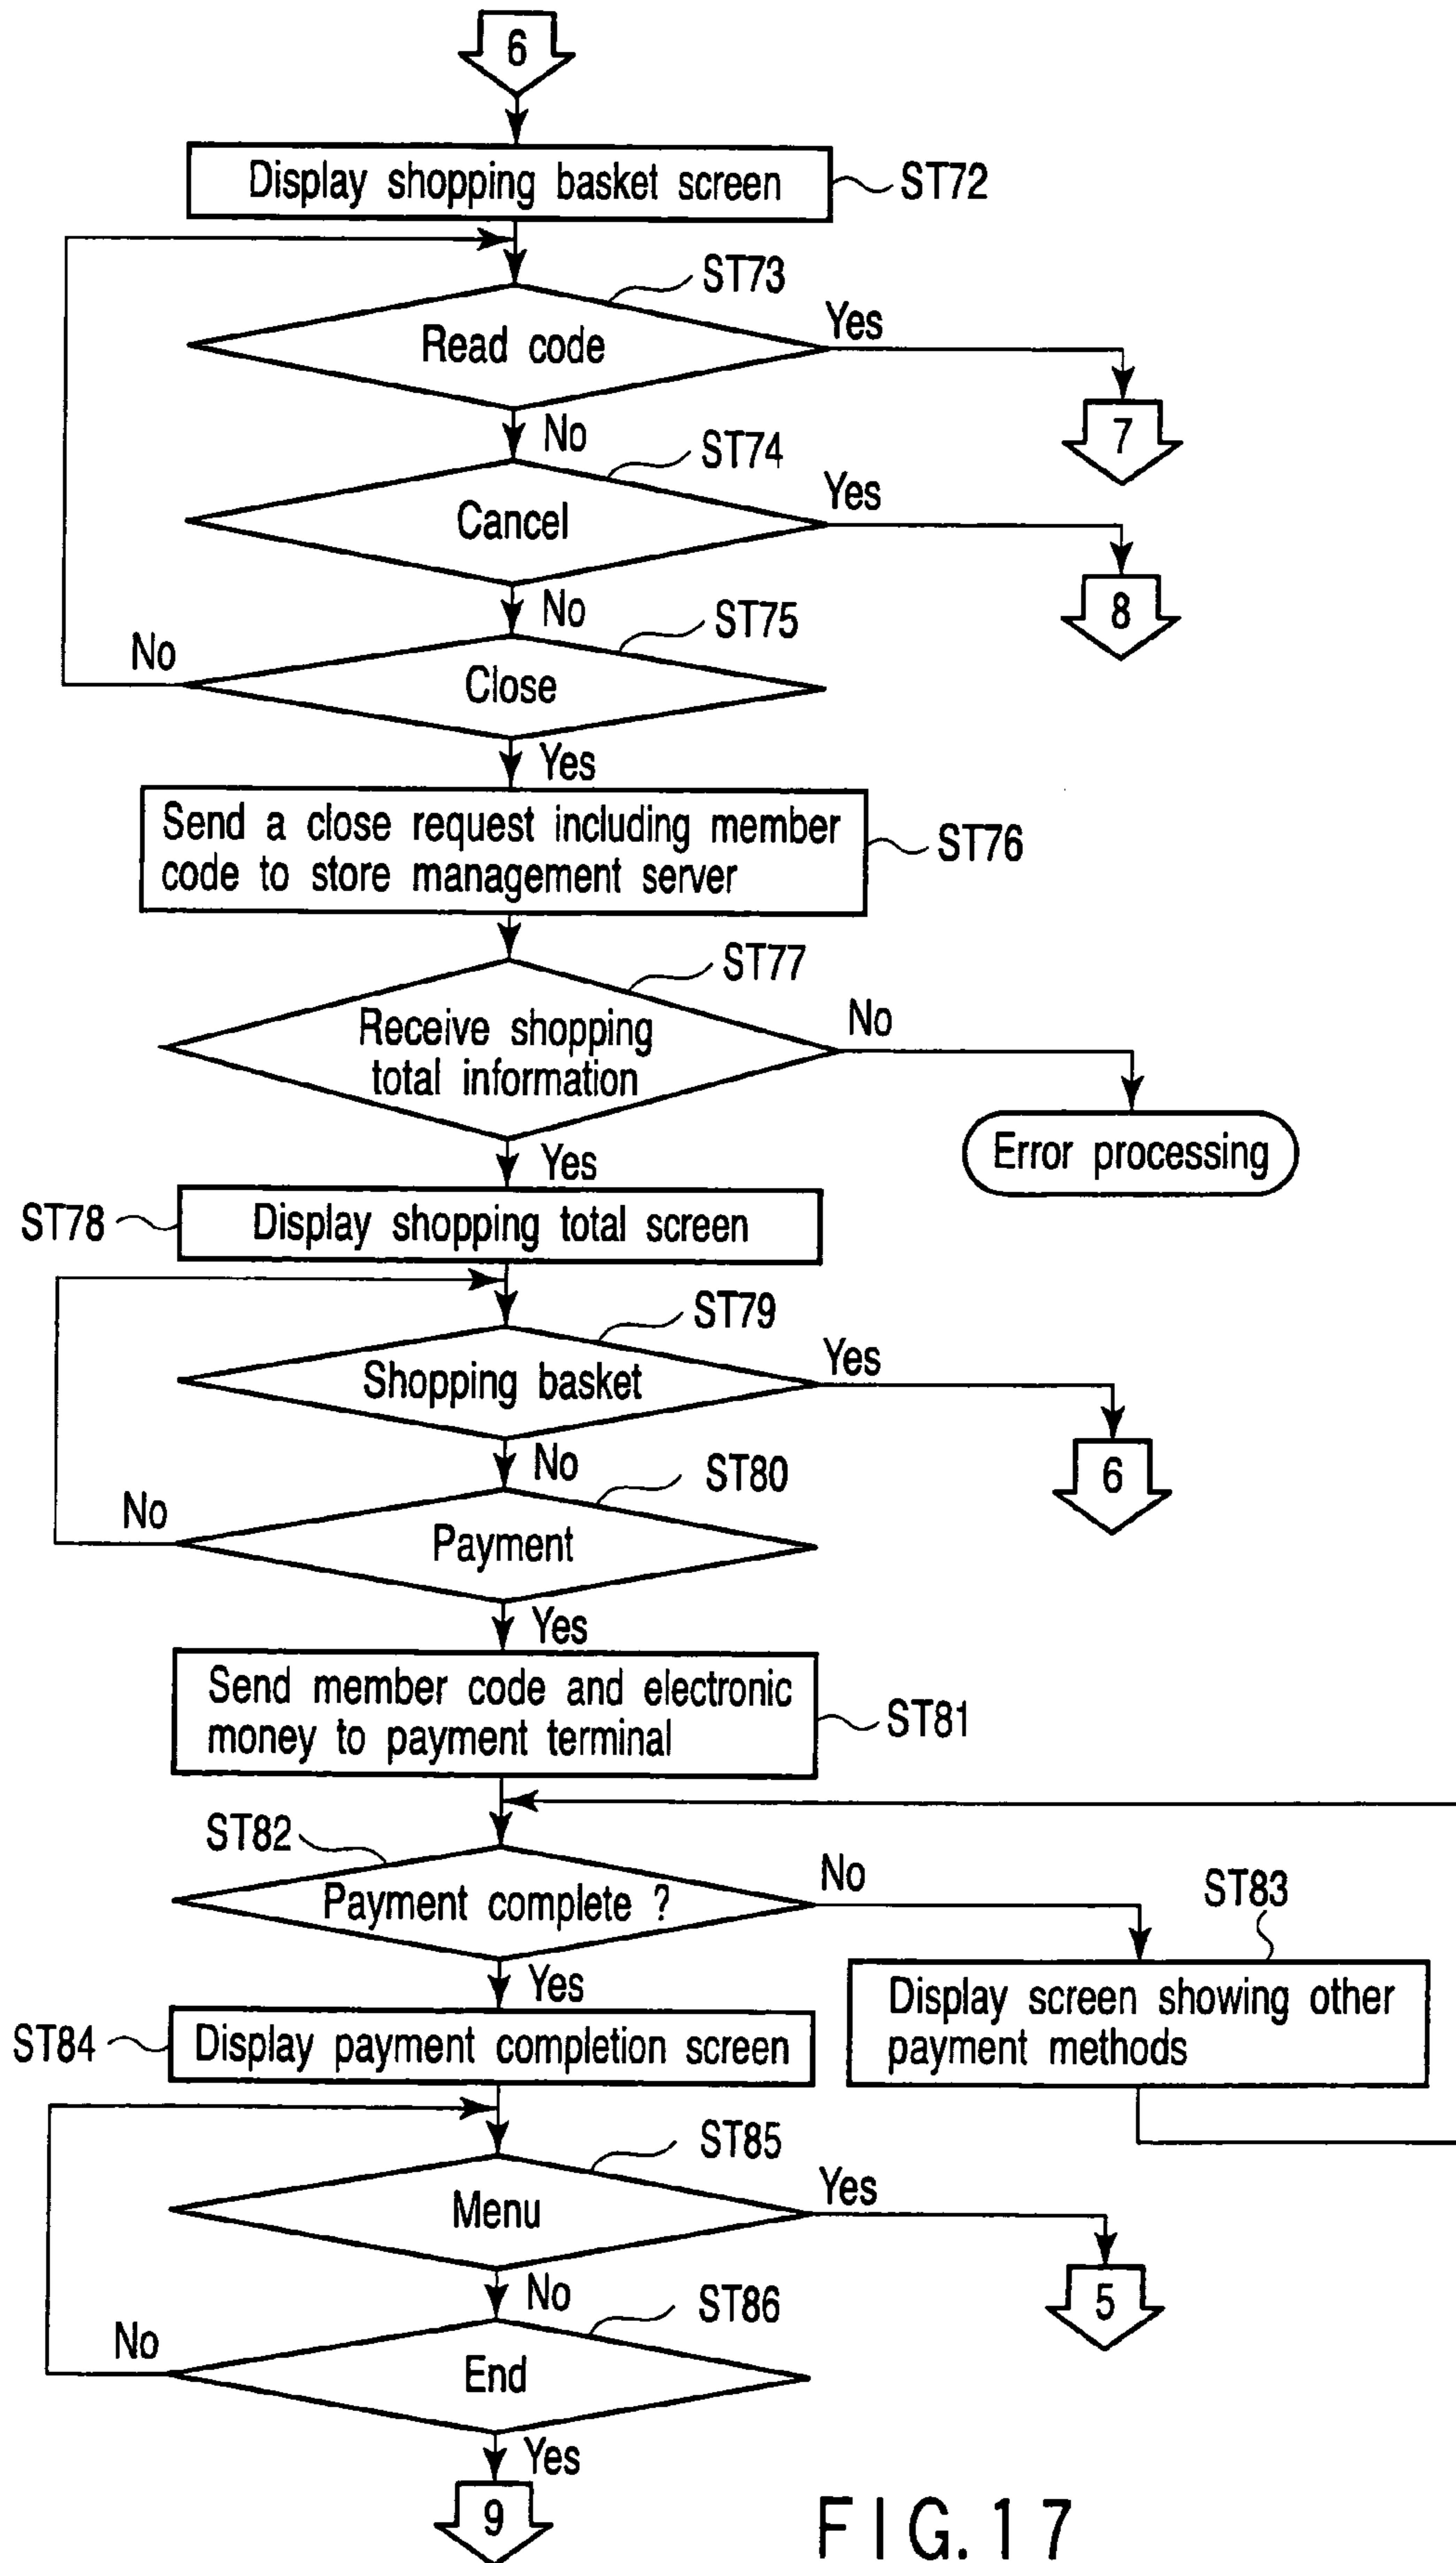 6
Display shopping basket screen
ST72
ST73
Read code
Yes
7
No
ST74
Cancel
Yes
8
No
ST75
Close
No
Yes
Send a close request including member
code to store management server
ST76
ST77
Receive shopping
total information
No
Error processing
Yes
ST78
Display shopping total screen
ST79
Shopping basket
Yes
6
No
ST80
Payment
No
Yes
Send member code and electronic
money to payment terminal
ST81
ST82
Payment complete ?
No
ST83
Display screen showing other
payment methods
Yes
ST84
Display payment completion screen
ST85
Menu
Yes
5
No
ST86
End
No
Yes
9
FIG.17